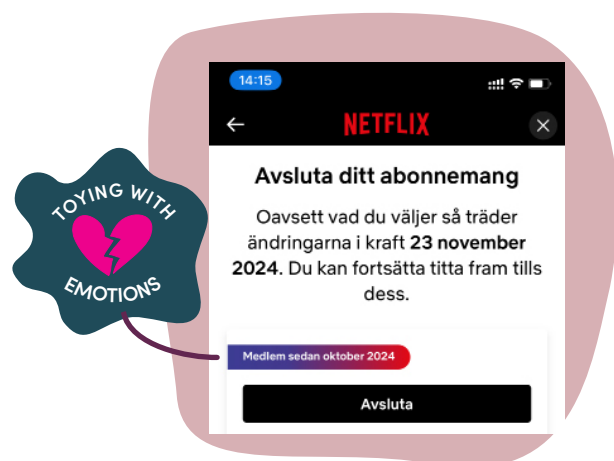 14:15
NETFLIX
Avsluta ditt abonnemang
Oavsett vad du väljer så träder
ändringarna i kraft 23 november
2024. Du kan fortsätta titta fram tills
dess.
TOYING WITH
EMOTIONS
Medlem sedan oktober 2024
Avsluta